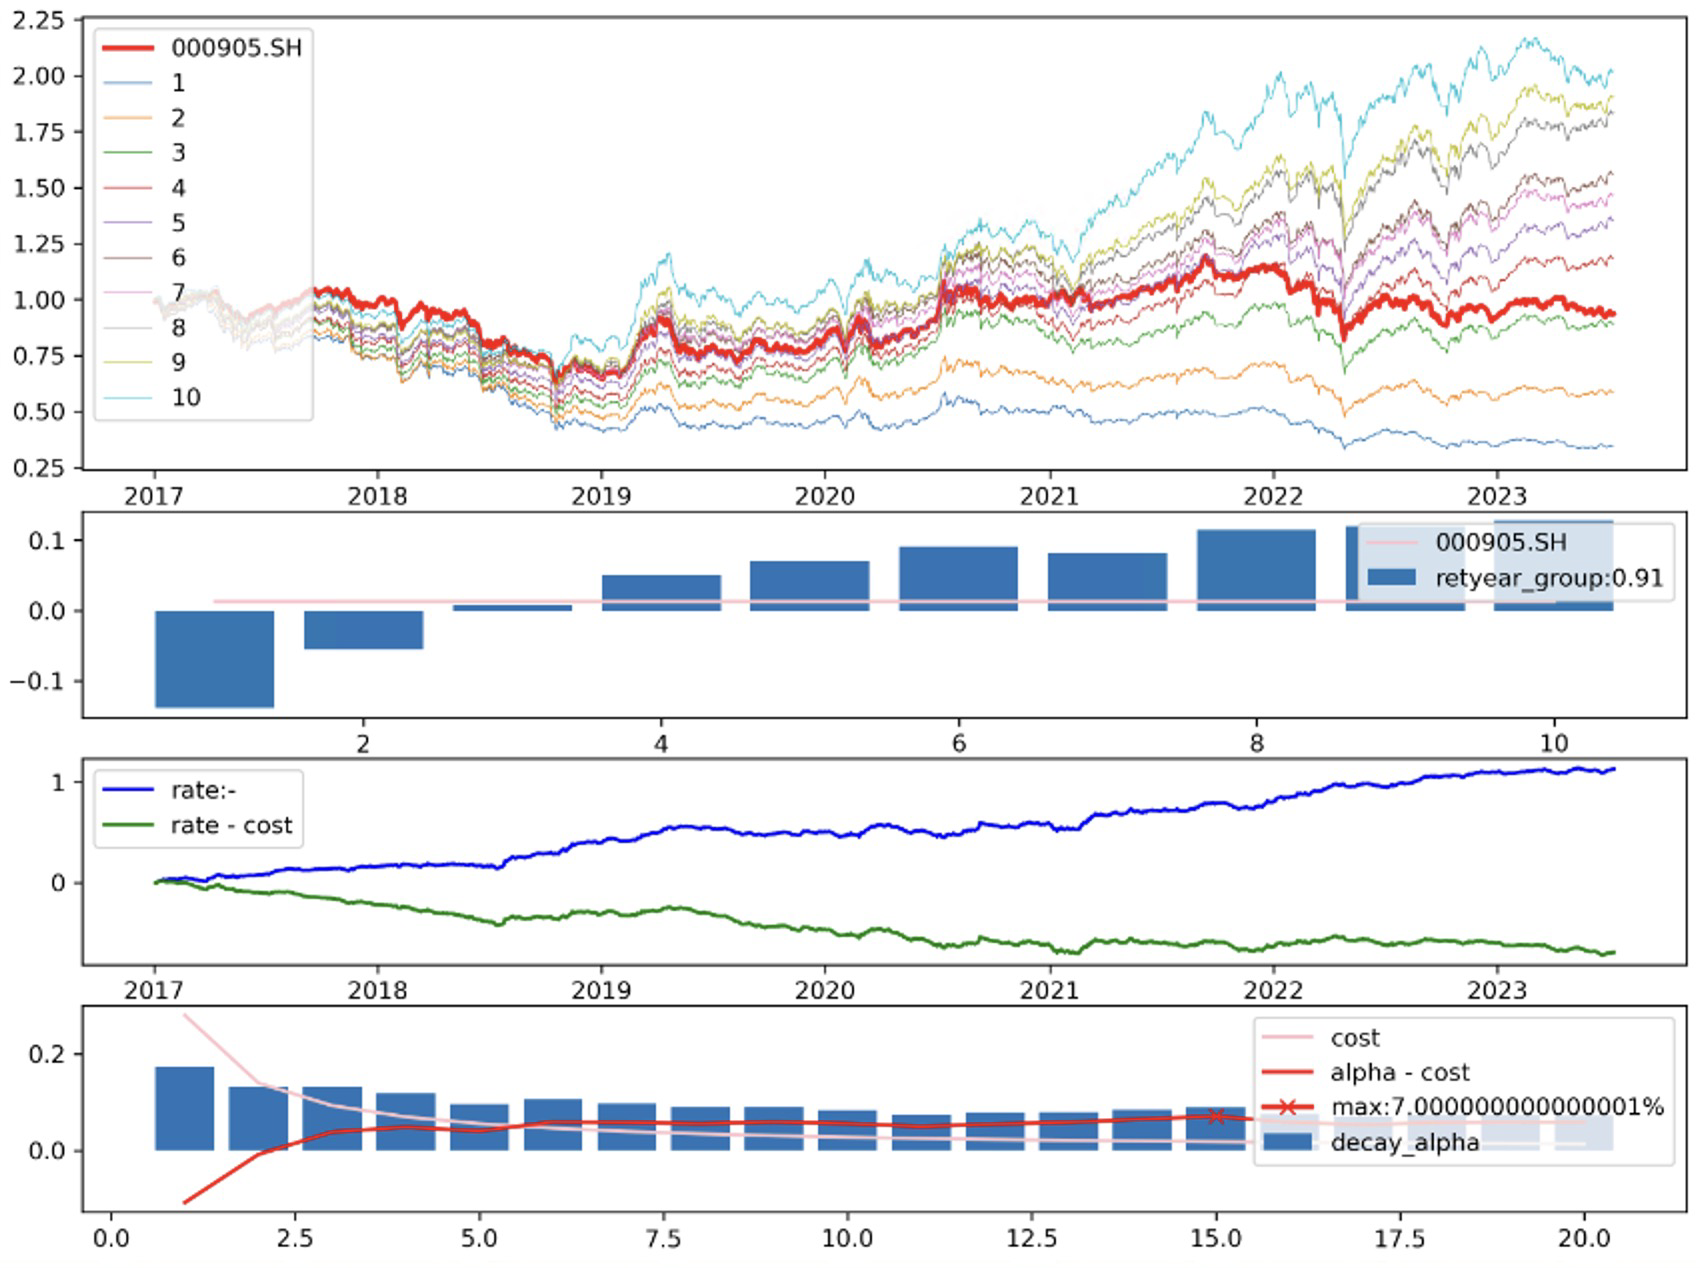 2.25
2.00
1.75
1.50
1.25
1.00
0.75
0.50
0.25
000905.SH
1
2
3
4
5
6
7
8
9
10
2017 2018 2019 2020 2021 2022 2023
0.1
0.0
−0.1
000905.SH
retyear_group:0.91
2 4 6 8 10
1
0
rate:-
rate - cost
2017 2018 2019 2020 2021 2022 2023
0.2
0.0
cost
alpha - cost
max:7.000000000000001%
decay_alpha
0.0 2.5 5.0 7.5 10.0 12.5 15.0 17.5 20.0